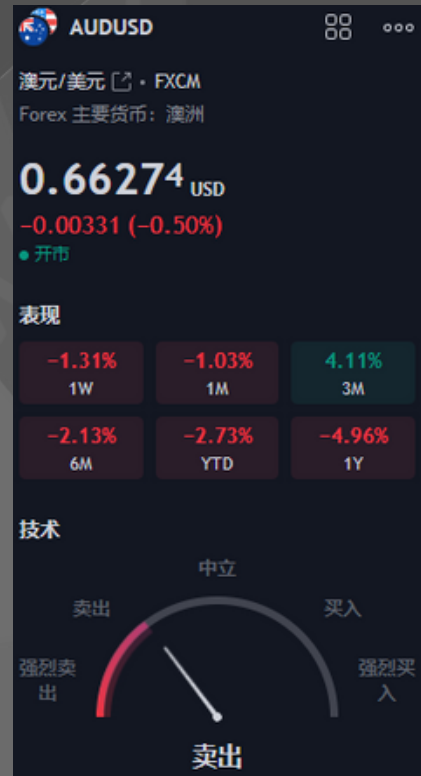 AUDUSD
澳元/美元 · FXCM
Forex 主要货币：澳洲
0.66274 USD
−0.00331 (−0.50%)
开市
表现
−1.31% −1.03% 4.11%
1W 1M 3M
−2.13% −2.73% −4.96%
6M YTD 1Y
技术
中立
卖出 买入
强烈卖 强烈买
出 入
卖出